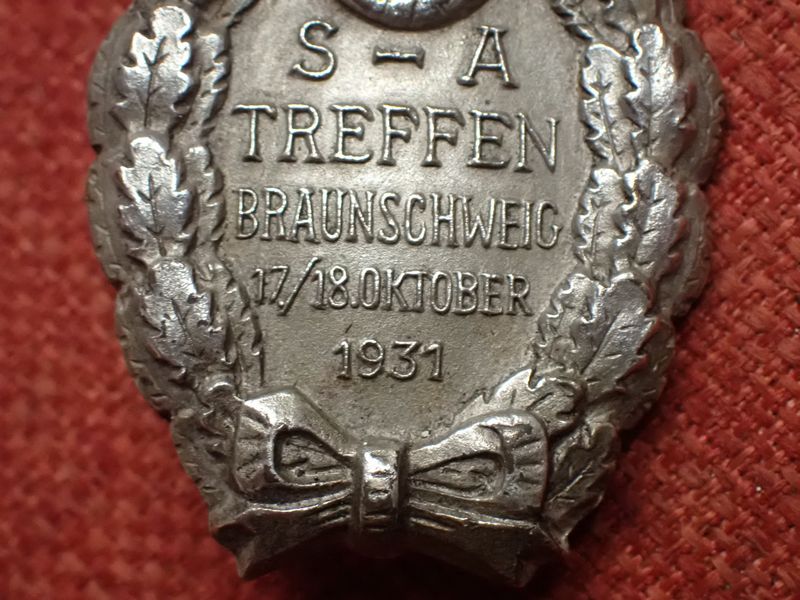 S-A
TREFFEN
BRAUNSCHWEIG
17/18.OKTOBER
1931